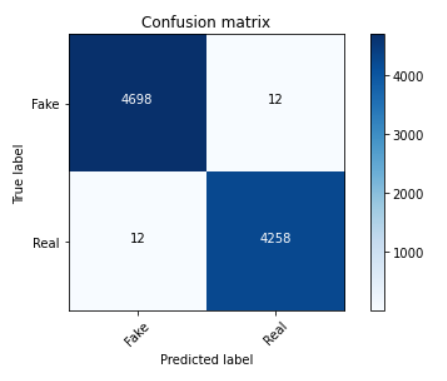 Confusion matrix
Fake
4698
12
4000
3000
True label
2000
Real
12
4258
1000
Fake
Real
Predicted label